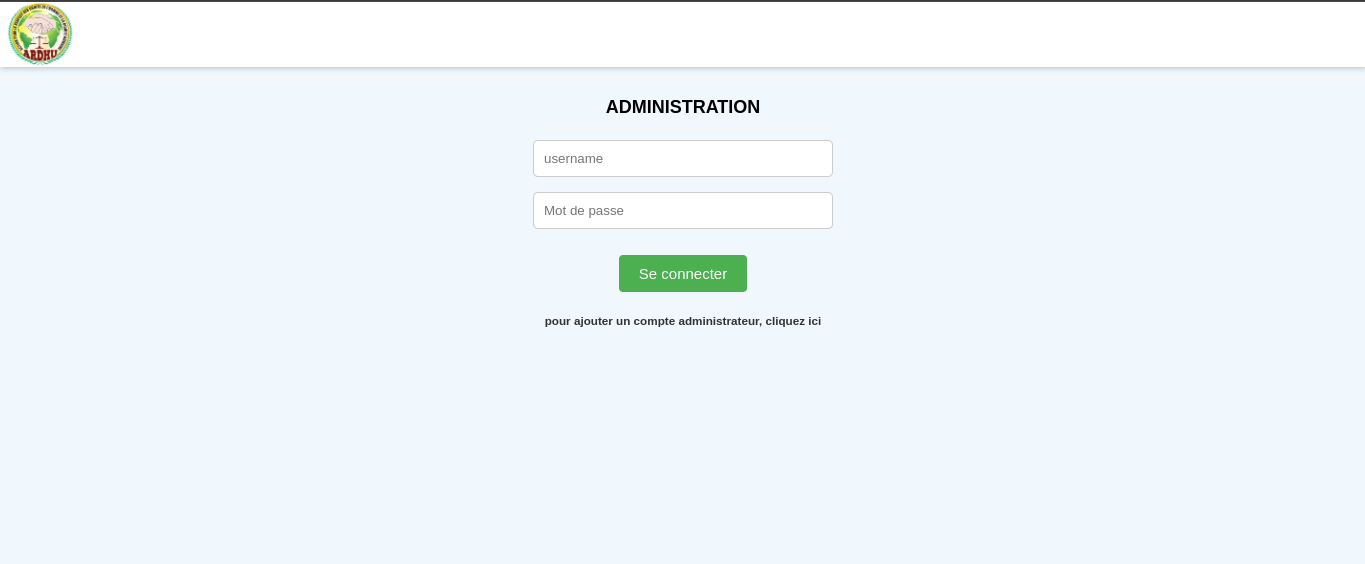 ARDHU
ADMINISTRATION
username
Mot de passe
Se connecter
pour ajouter un compte administrateur, cliquez ici